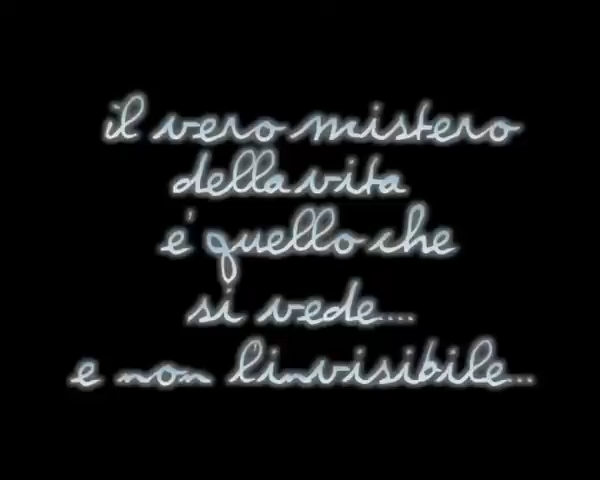 il vero mistero
della vita
e' quello che
si vede....
e non l'invisibile...